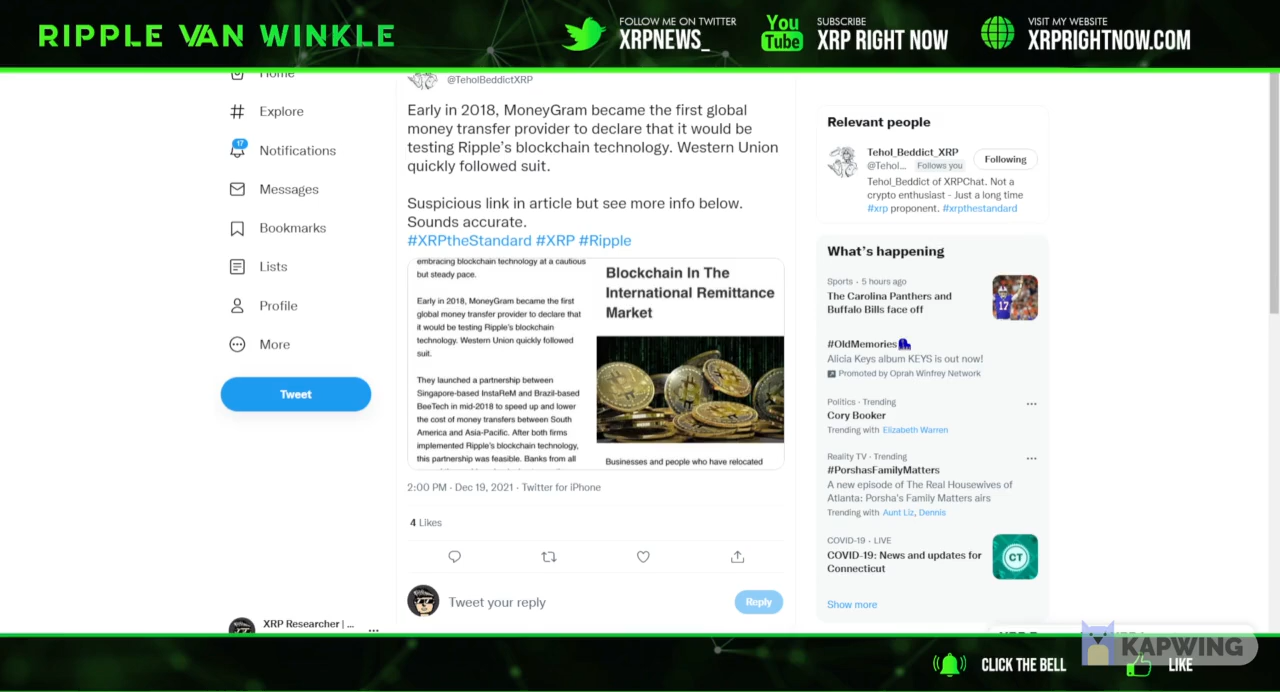 RIPPLE VAN WINKLE
FOLLOW ME ON TWITTER
XRPNEWS_
You
Tube
SUBSCRIBE
XRP RIGHT NOW
VISIT MY WEBSITE
XRPRIGHTNOW.COM
Home
Explore
17
Notifications
Messages
Bookmarks
Lists
Profile
More
Tweet
XRP Researcher | ...
@TeholBeddictXRP
Early in 2018, MoneyGram became the first global
money transfer provider to declare that it would be
testing Ripple's blockchain technology. Western Union
quickly followed suit.
Suspicious link in article but see more info below.
Sounds accurate.
#XRPtheStandard #XRP #Ripple
embracing blockchain technology at a cautious
but steady pace.
Early in 2018, MoneyGram became the first
global money transfer provider to declare that
it would be testing Ripple's blockchain
technology. Western Union quickly followed
suit.
They launched a partnership between
Singapore-based InstaReM and Brazil-based
BeeTech in mid-2018 to speed up and lower
the cost of money transfers between South
America and Asia-Pacific. After both firms
implemented Ripple's blockchain technology,
this partnership was feasible. Banks from all
Blockchain In The
International Remittance
Market
Businesses and people who have relocated
2:00 PM · Dec 19, 2021 · Twitter for iPhone
4 Likes
Tweet your reply
Reply
Relevant people
Tehol_Beddict_XRP
@Tehol... Follows you
Following
Tehol_Beddict of XRPChat. Not a
crypto enthusiast - Just a long time
#xrp proponent. #xrpthestandard
What's happening
Sports · 5 hours ago
The Carolina Panthers and
Buffalo Bills face off
17
#OldMemories
Alicia Keys album KEYS is out now!
Promoted by Oprah Winfrey Network
Politics · Trending
Cory Booker
Trending with Elizabeth Warren
Reality TV · Trending
#PorshasFamilyMatters
A new episode of The Real Housewives of
Atlanta: Porsha's Family Matters airs
Trending with Aunt Liz, Dennis
COVID-19 · LIVE
COVID-19: News and updates for
Connecticut
CT
Show more
KAPWING
CLICK THE BELL
LIKE